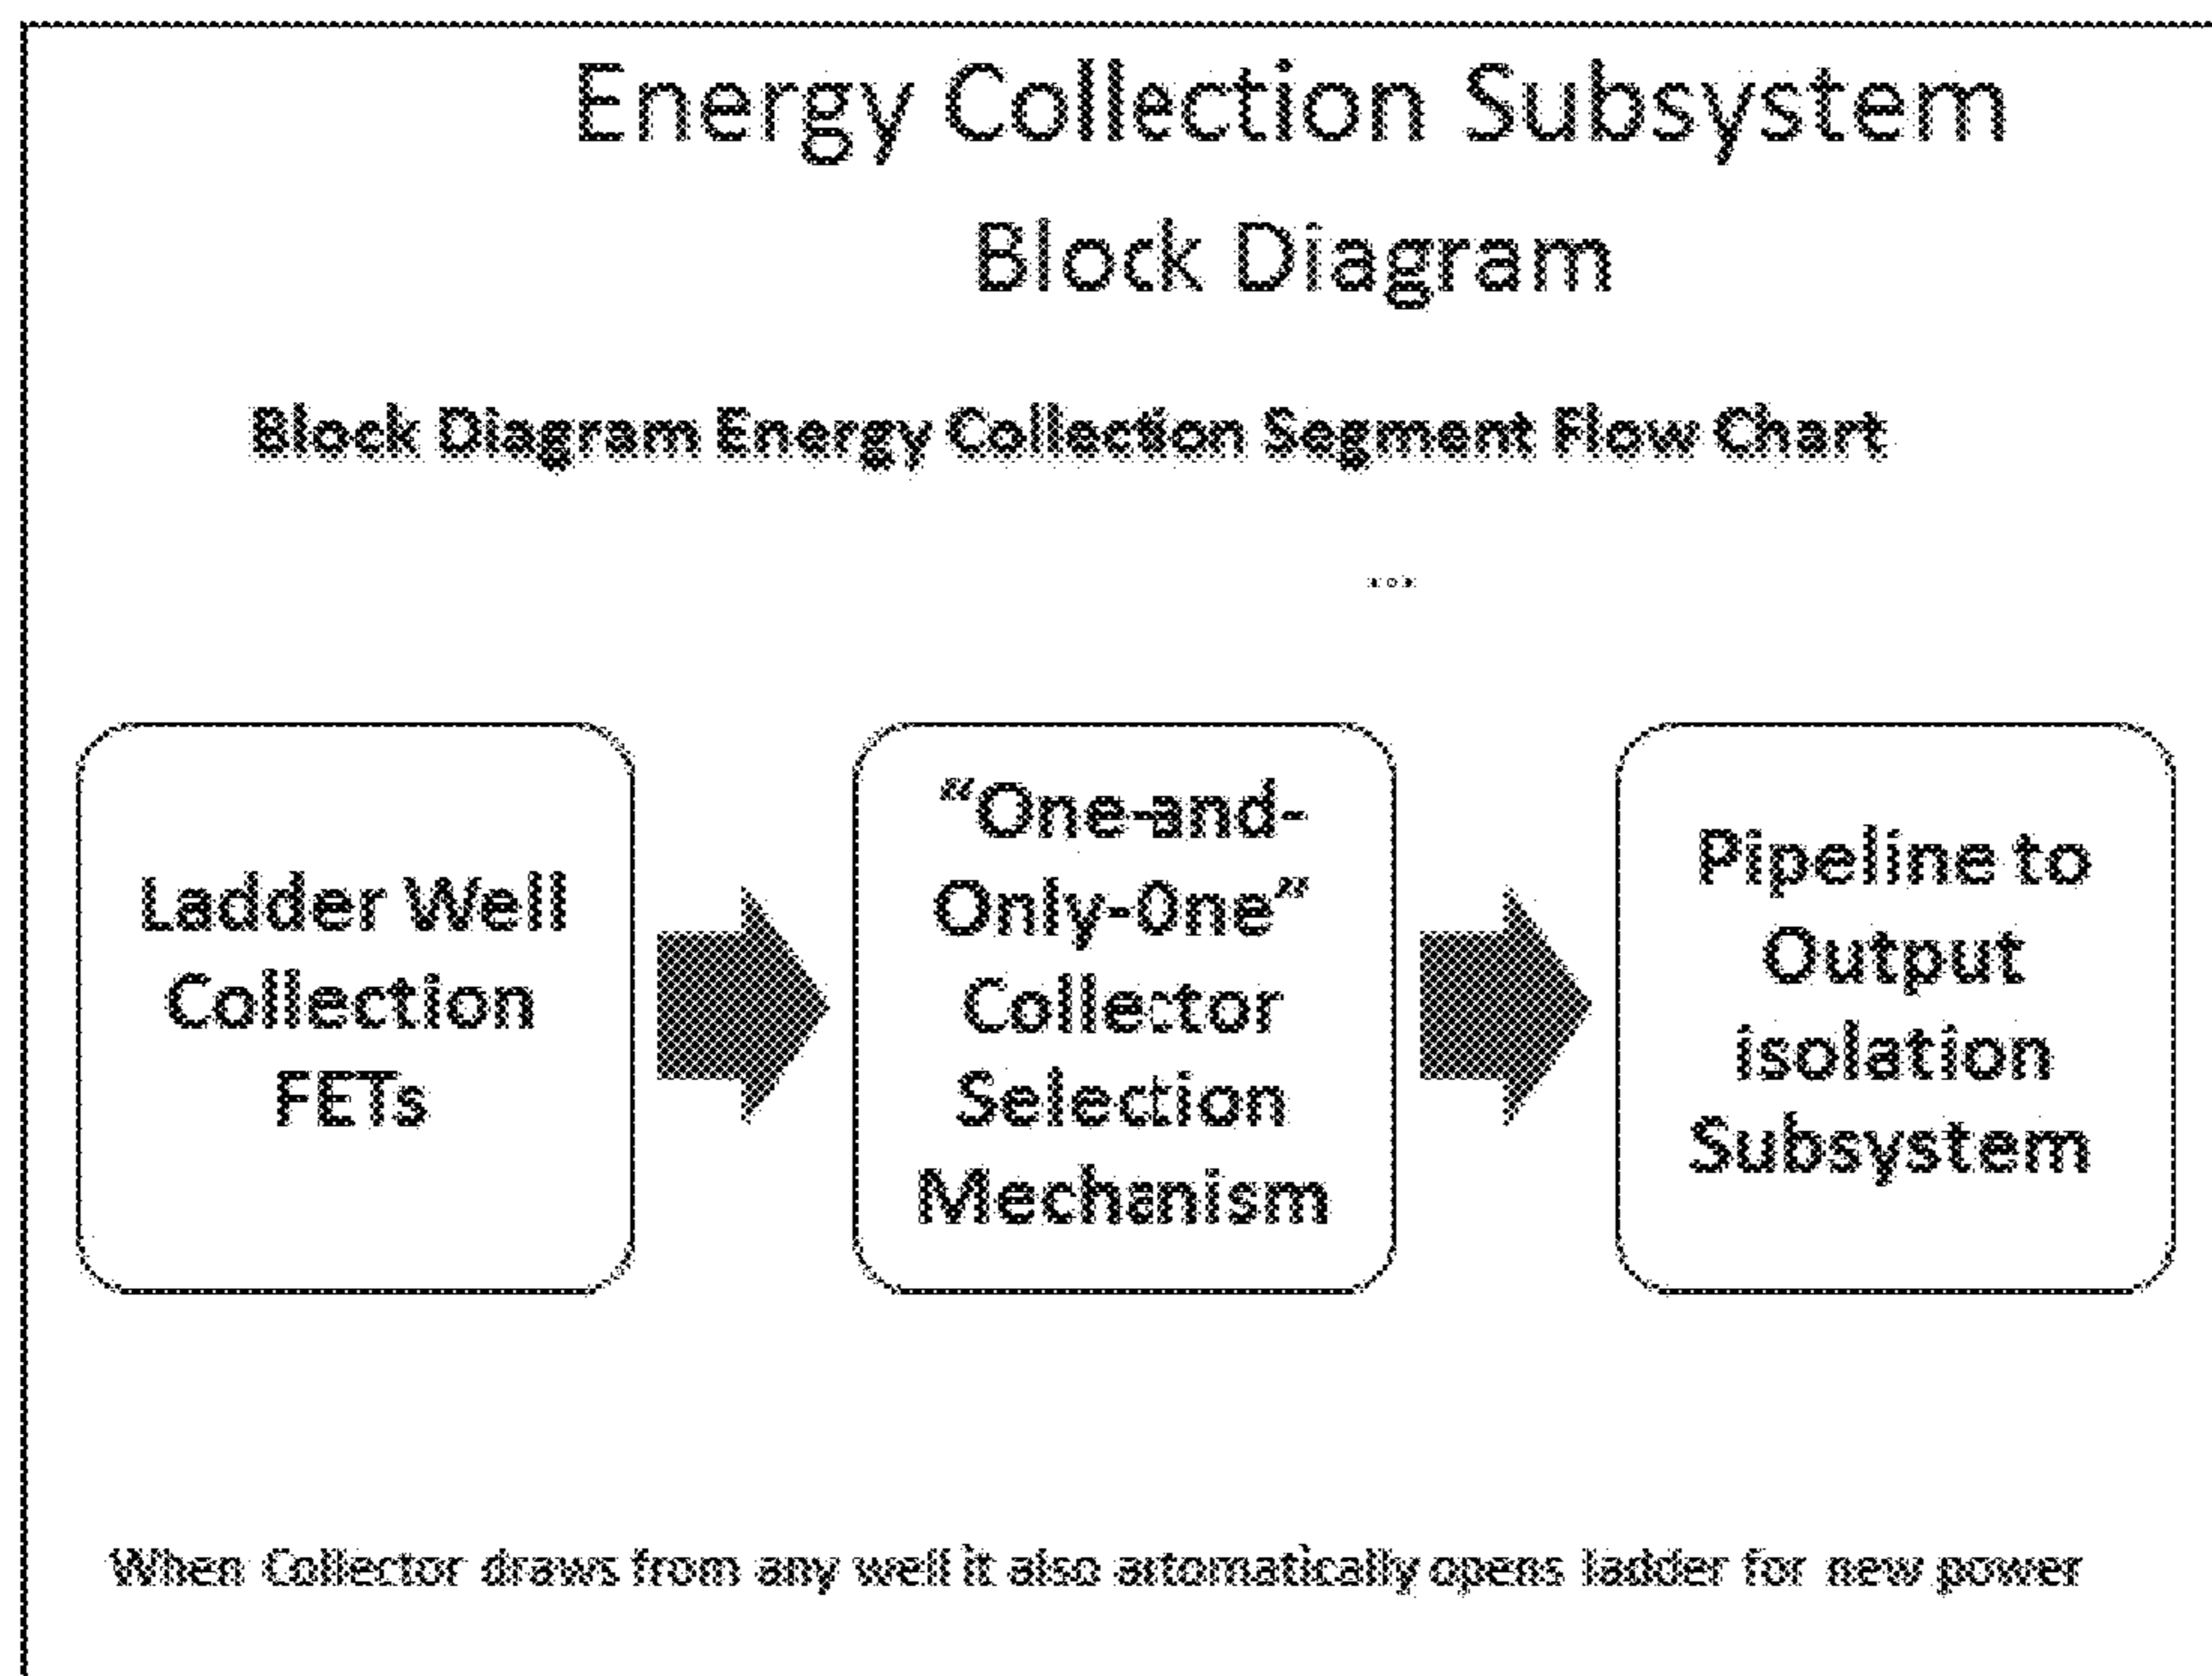 Energy Collection Subsystem
Block Diagram
Block Diagram Energy Collection Segment Flow Chart
...
Ladder Well
Collection
FETs
“One-and-
Only-One”
Collector
Selection
Mechanism
Pipeline to
Output
isolation
Subsystem
When Collector draws from any well it also artomatically opens ladder for new power